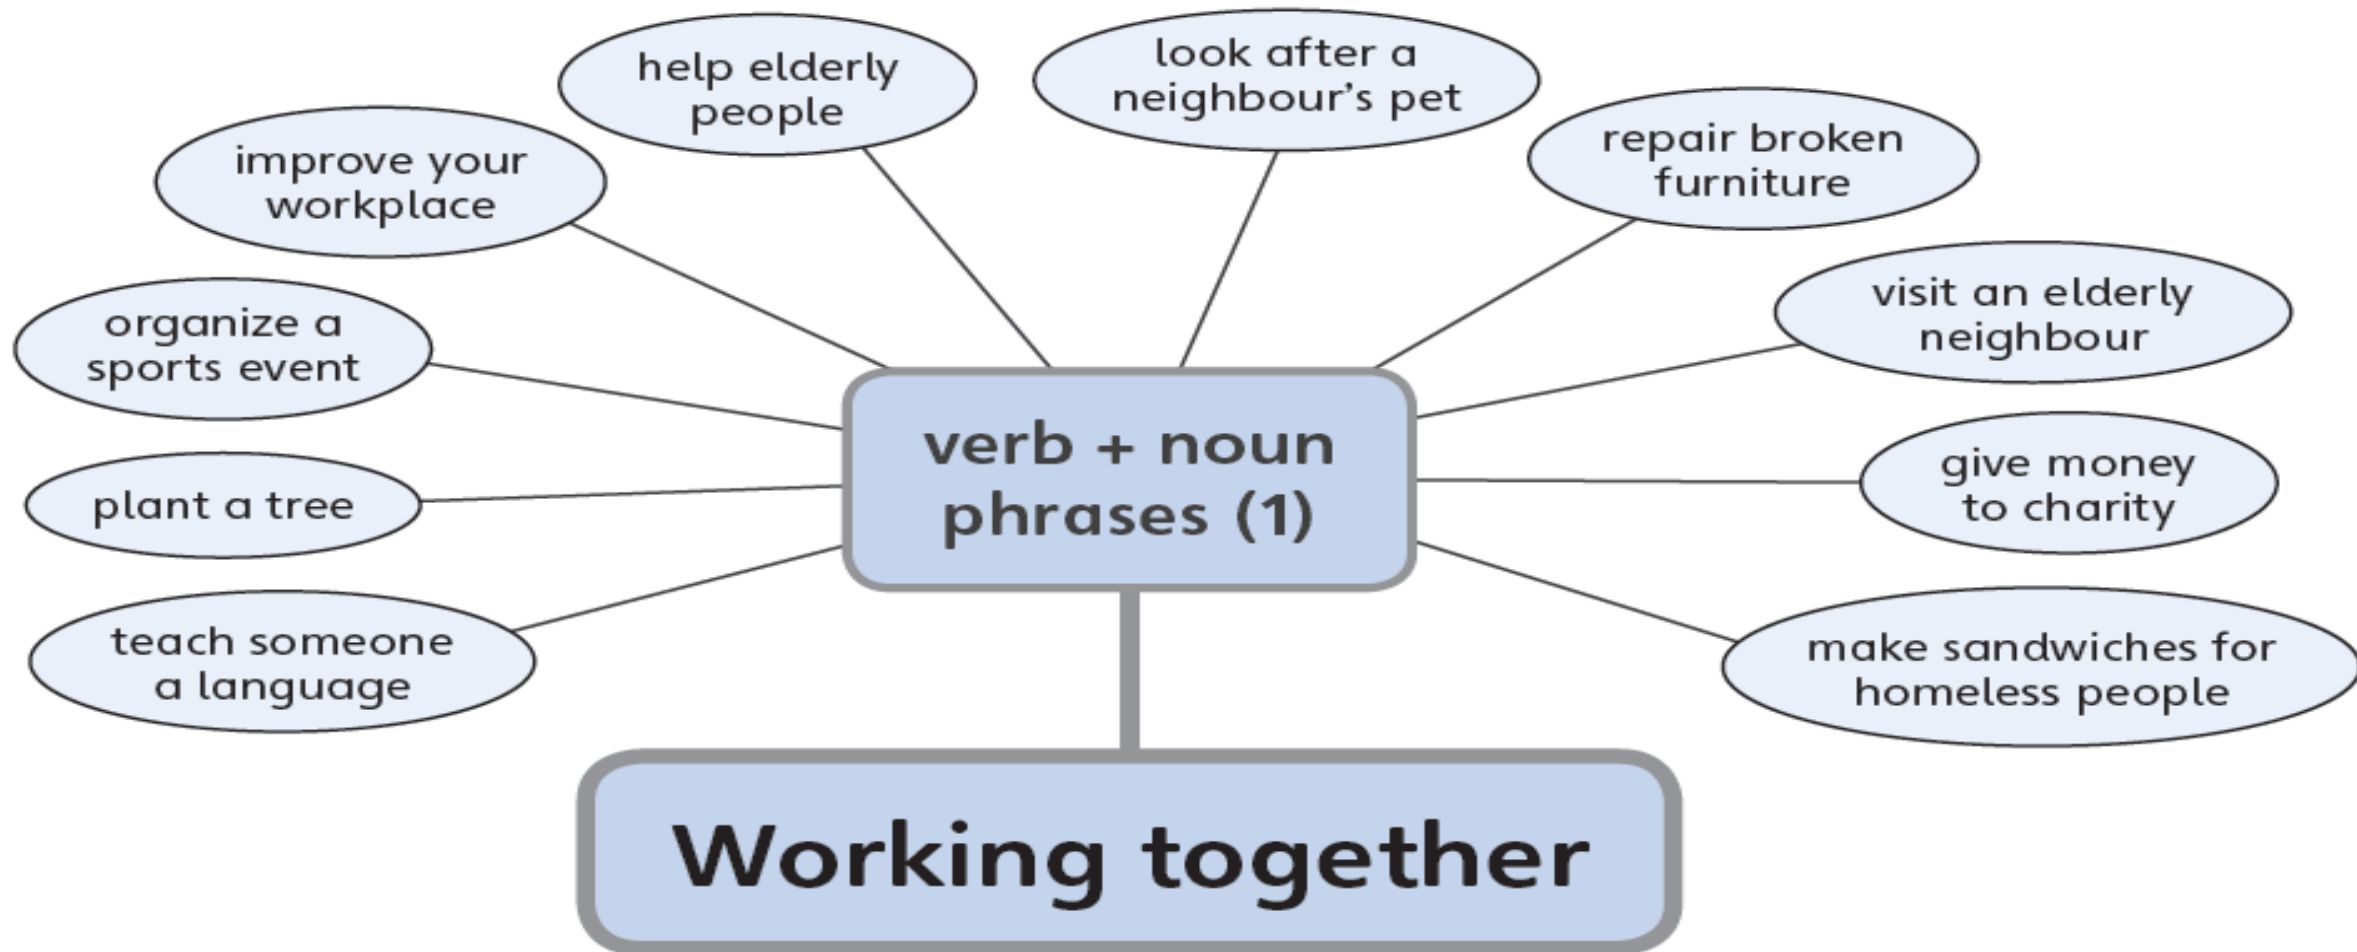 help elderly
people
look after a
neighbour's pet
improve your
workplace
repair broken
furniture
organize a
sports event
visit an elderly
neighbour
plant a tree
verb + noun
phrases (1)
give money
to charity
teach someone
a language
make sandwiches for
homeless people
Working together